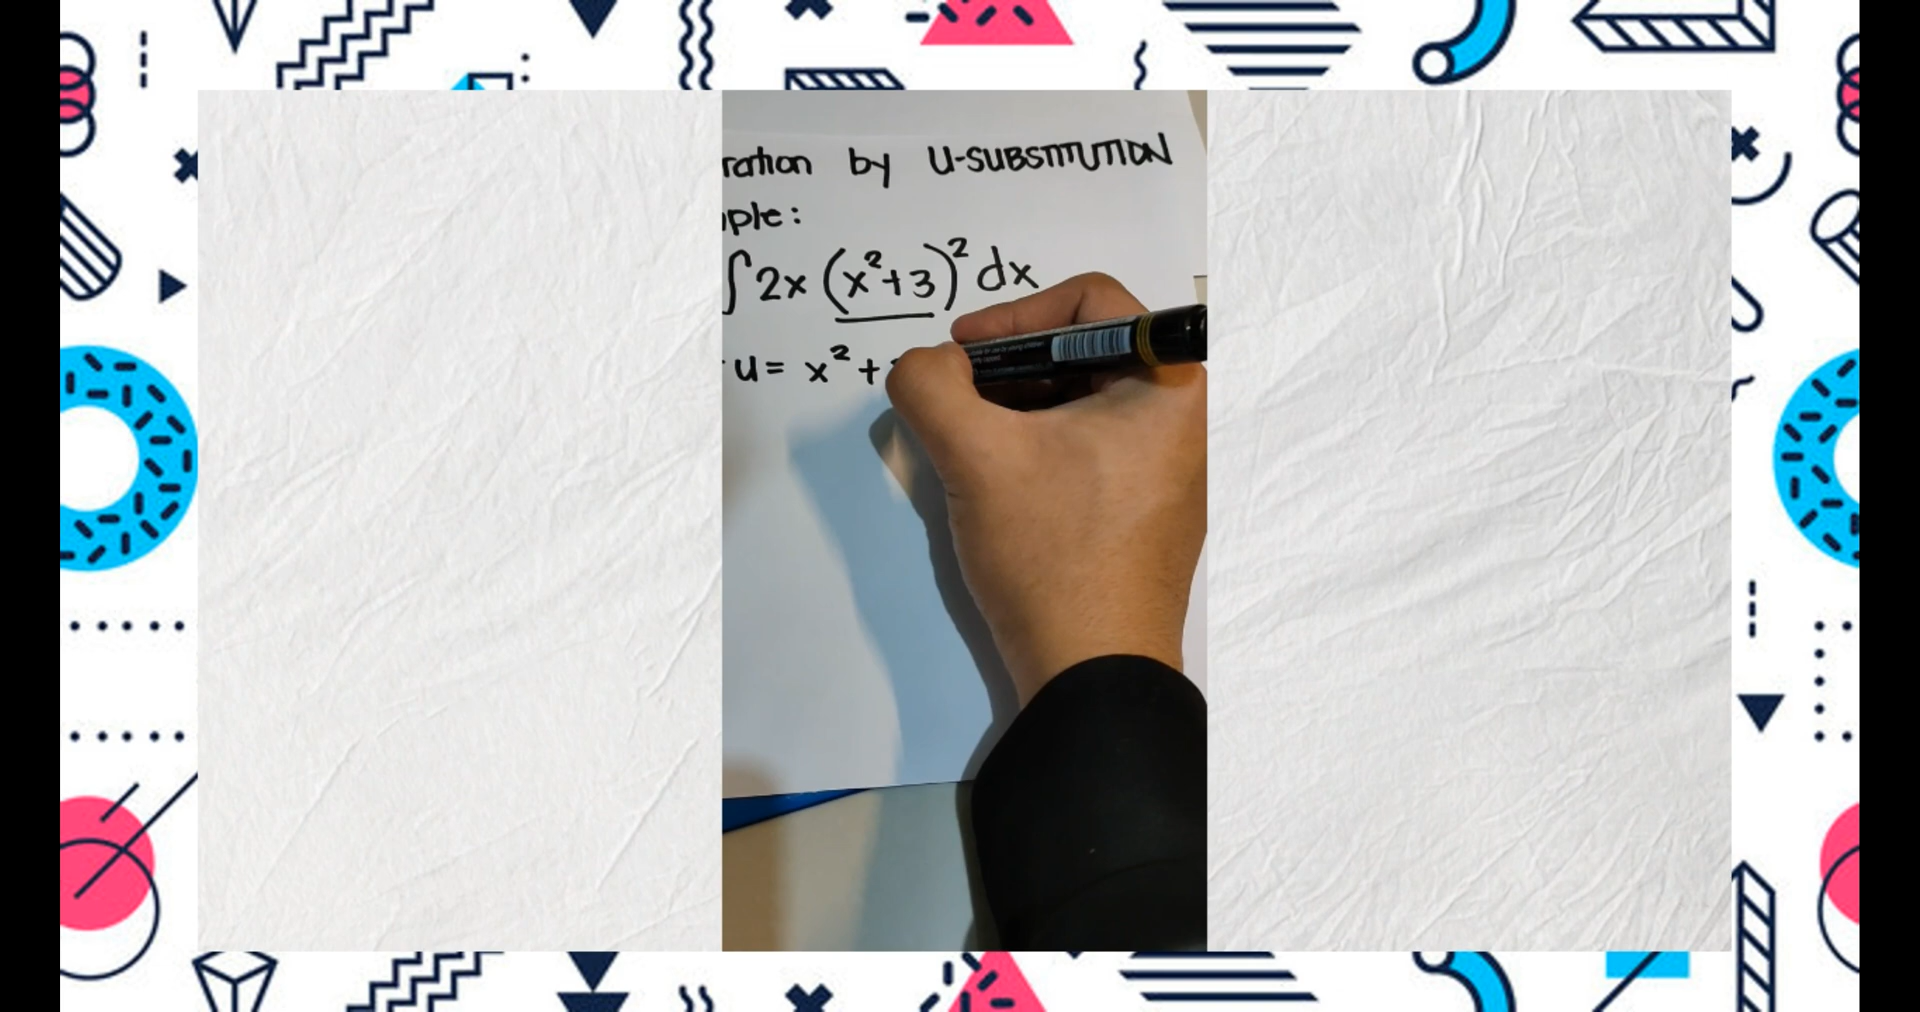 ration by U-SUBSTITUTION
ple:
∫2x (x²+3)² dx
u= x²+